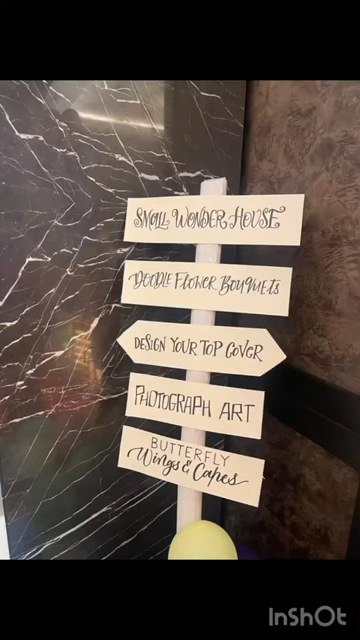 SMALL WONDER HOUSE
DOODLE FLOWER BOUQUETS
DESIGN YOUR TOP COVER
PHOTOGRAPH ART
BUTTERFLY
Wings & Capes
InShOt